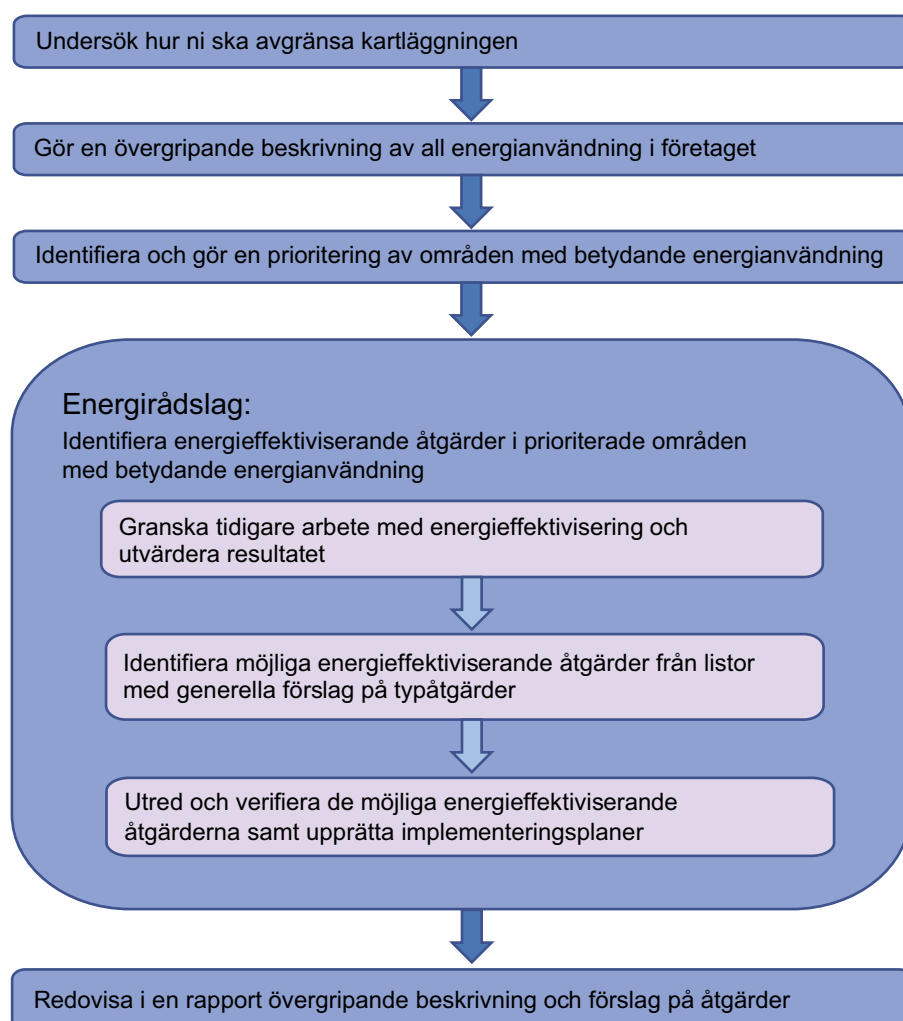 Undersök hur ni ska avgränsa kartläggningen
Gör en övergripande beskrivning av all energianvändning i företaget
Identifiera och gör en prioritering av områden med betydande energianvändning
Energirådslag:
Identifiera energieffektiviserande åtgärder i prioriterade områden
med betydande energianvändning
Granska tidigare arbete med energieffektivisering och
utvärdera resultatet
Identifiera möjliga energieffektiviserande åtgärder från listor
med generella förslag på typåtgärder
Utred och verifiera de möjliga energieffektiviserande
åtgärderna samt upprätta implementeringsplaner
Redovisa i en rapport övergripande beskrivning och förslag på åtgärder